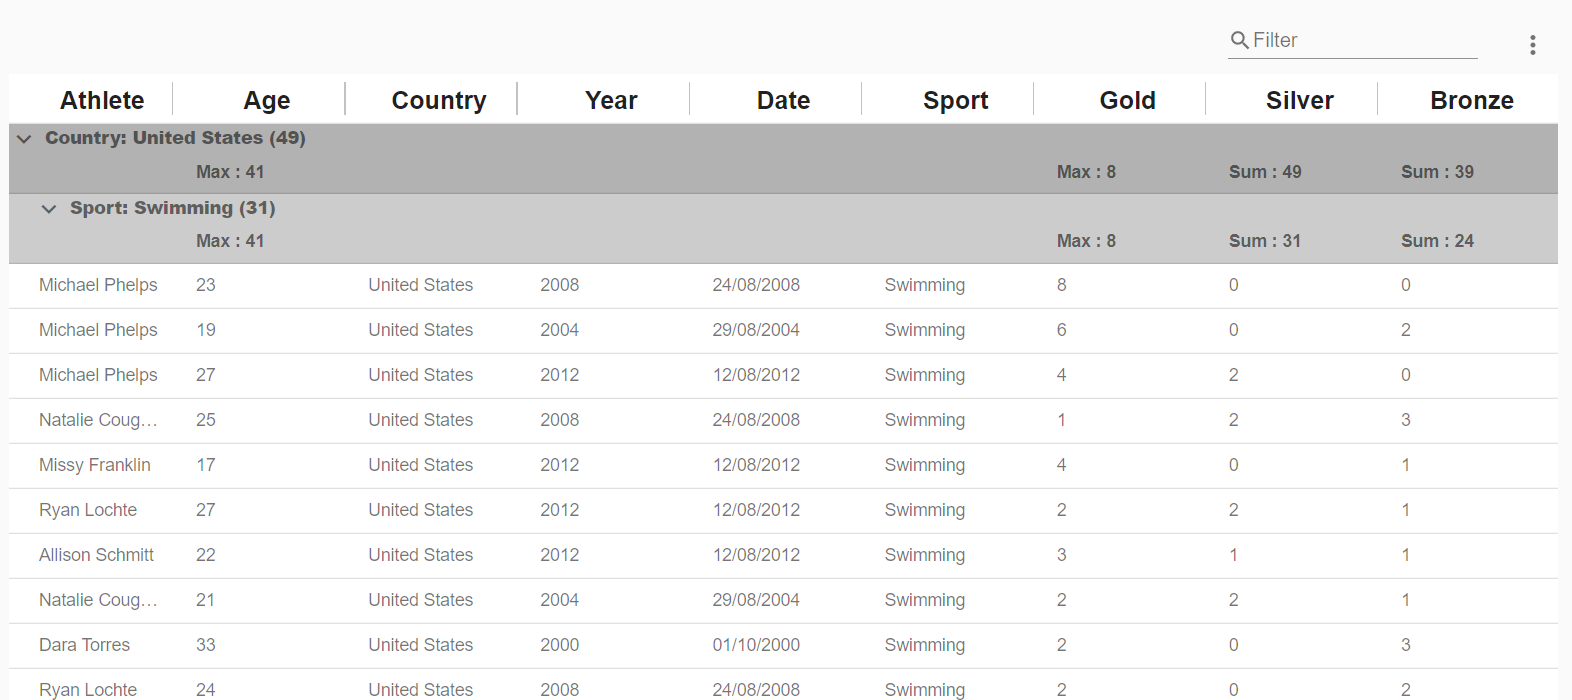 Filter
Athlete Age Country Year Date Sport Gold Silver Bronze
Country: United States (49)
Max : 41 Max : 8 Sum : 49 Sum : 39
Sport: Swimming (31)
Max : 41 Max : 8 Sum : 31 Sum : 24
Michael Phelps 23 United States 2008 24/08/2008 Swimming 8 0 0
Michael Phelps 19 United States 2004 29/08/2004 Swimming 6 0 2
Michael Phelps 27 United States 2012 12/08/2012 Swimming 4 2 0
Natalie Coug... 25 United States 2008 24/08/2008 Swimming 1 2 3
Missy Franklin 17 United States 2012 12/08/2012 Swimming 4 0 1
Ryan Lochte 27 United States 2012 12/08/2012 Swimming 2 2 1
Allison Schmitt 22 United States 2012 12/08/2012 Swimming 3 1 1
Natalie Coug... 21 United States 2004 29/08/2004 Swimming 2 2 1
Dara Torres 33 United States 2000 01/10/2000 Swimming 2 0 3
Ryan Lochte 24 United States 2008 24/08/2008 Swimming 2 0 2